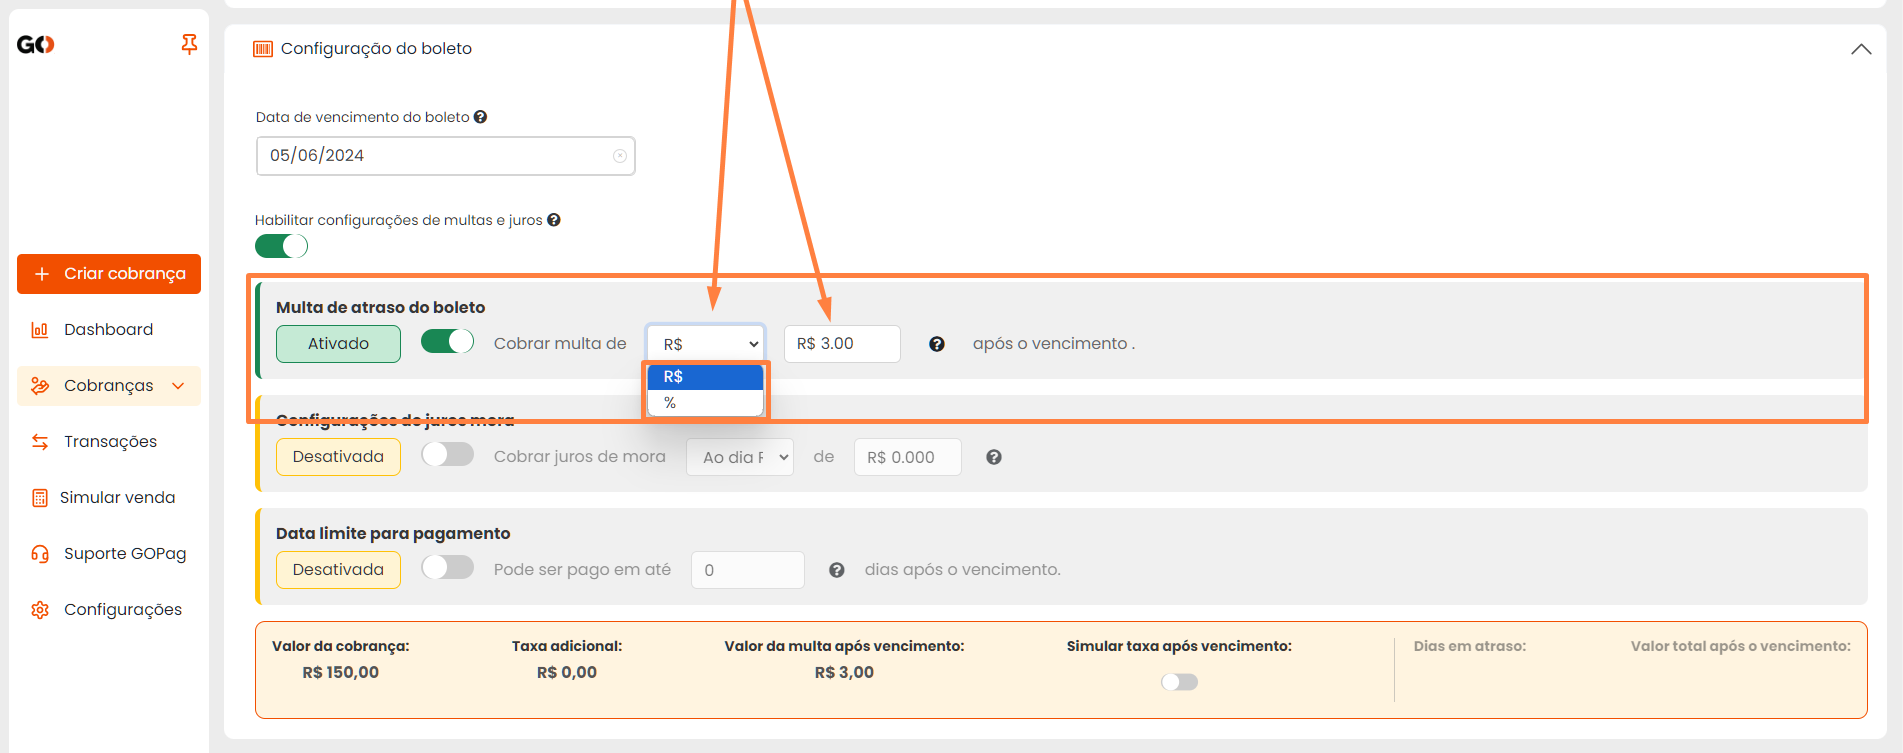 GO
Criar cobrança
Dashboard
Cobranças
Transações
Simular venda
Suporte GOPag
Configurações
Configuração do boleto
Data de vencimento do boleto
05/06/2024
Habilitar configurações de multas e juros
Multa de atraso do boleto
Ativado Cobrar multa de R$ R$ 3.00 após o vencimento .
R$
%
Configurações de juros mora
Desativada Cobrar juros de mora Ao dia F de R$ 0.000
Data limite para pagamento
Desativada Pode ser pago em até 0 dias após o vencimento.
Valor da cobrança: Taxa adicional: Valor da multa após vencimento: Simular taxa após vencimento: Dias em atraso: Valor total após o vencimento:
R$ 150,00 R$ 0,00 R$ 3,00